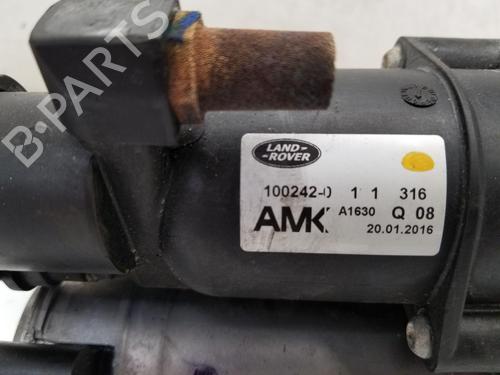 B-PARTS
LAND-
-ROVER
100242-0 1 1 316
AMK A1630 Q 08
20.01.2016